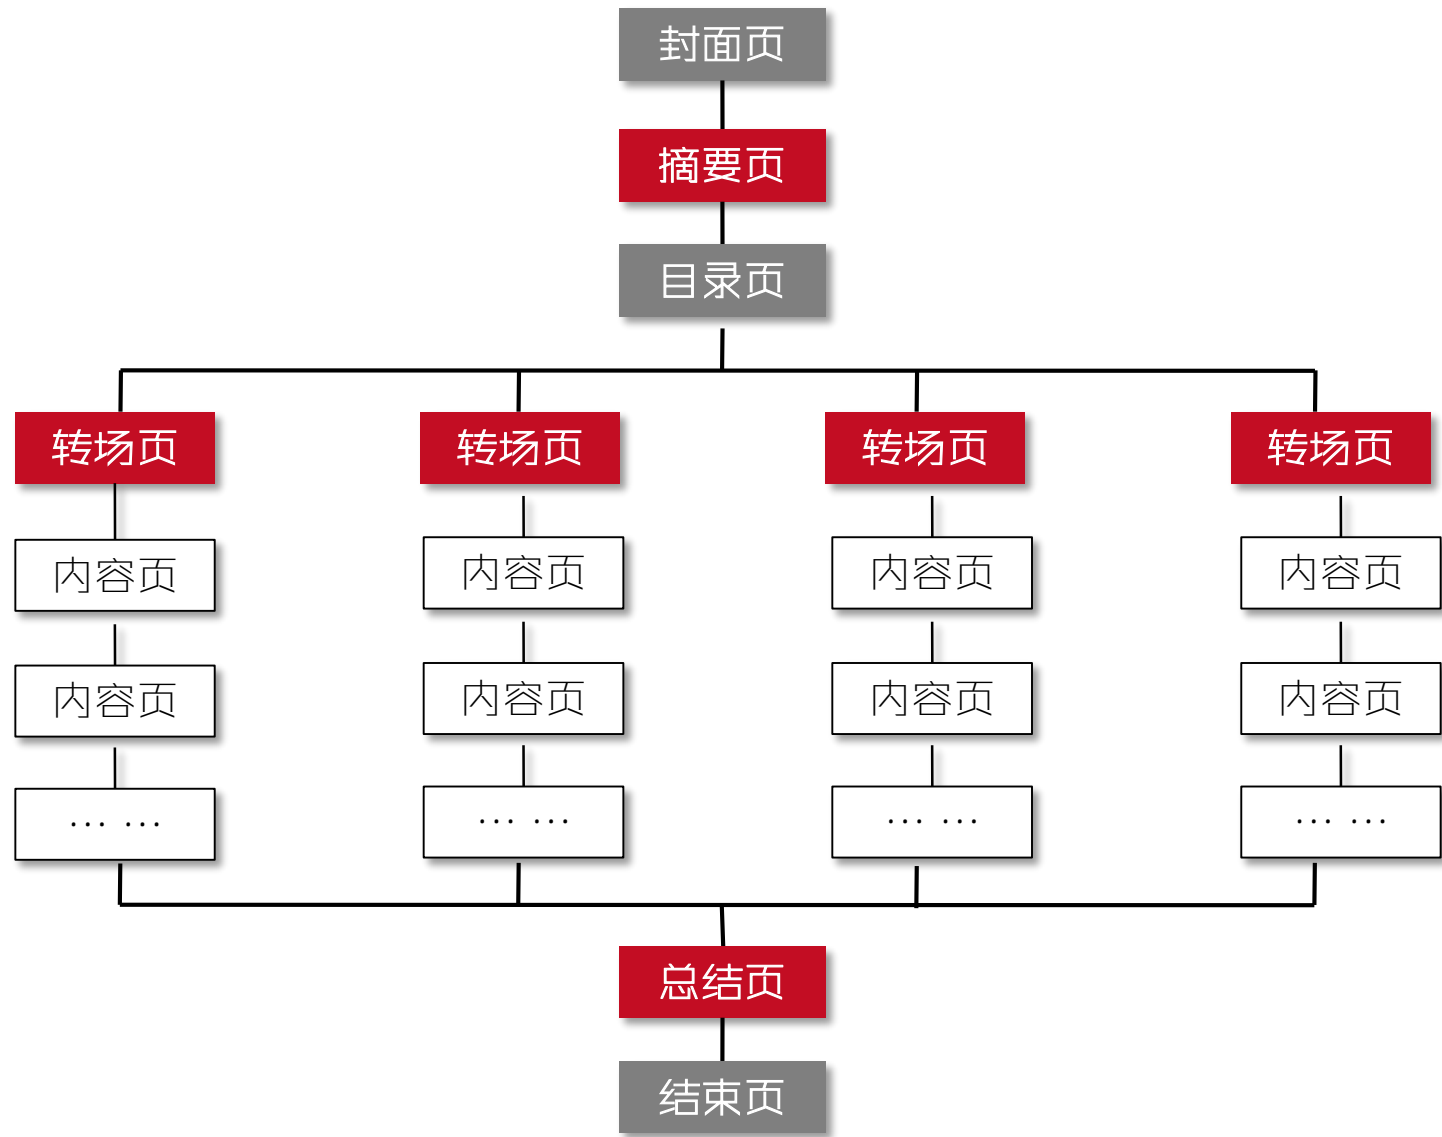 封面页
摘要页
目录页
转场页 转场页 转场页 转场页
内容页 内容页 内容页 内容页
内容页 内容页 内容页 内容页
… … … … … … … …
总结页
结束页